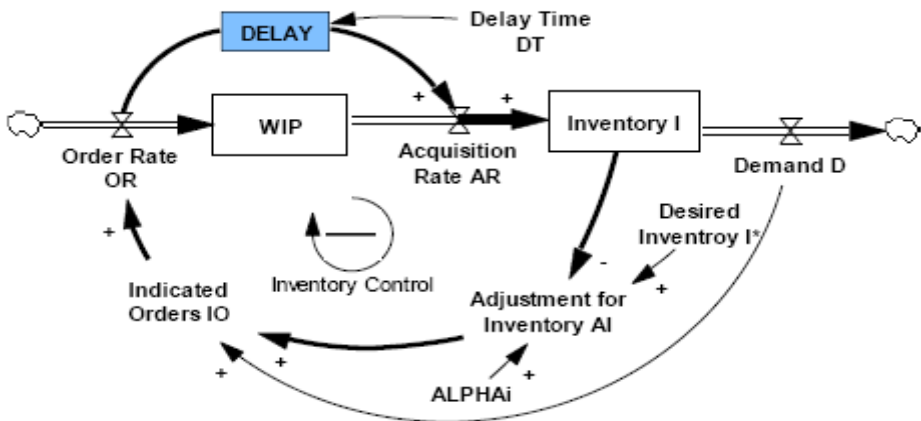 DELAY
Delay Time
DT
+
+
WIP
Inventory I
Order Rate
OR
Acquisition
Rate AR
Demand D
+
Desired
Inventroy I*
-
+
Inventory Control
Indicated
Orders IO
Adjustment for
Inventory AI
+
+
+
ALPHAi